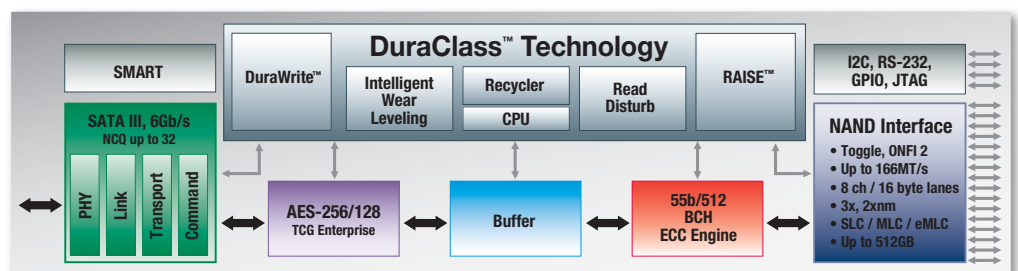 DuraClass™ Technology
SMART
DuraWrite™
Intelligent
Wear
Leveling
Recycler
CPU
Read
Disturb
RAISE™
I2C, RS-232,
GPIO, JTAG
SATA III, 6Gb/s
NCQ up to 32
PHY
Link
Transport
Command
AES-256/128
TCG Enterprise
Buffer
55b/512
BCH
ECC Engine
NAND Interface
• Toggle, ONFI 2
• Up to 166MT/s
• 8 ch / 16 byte lanes
• 3x, 2xnm
• SLC / MLC / eMLC
• Up to 512GB